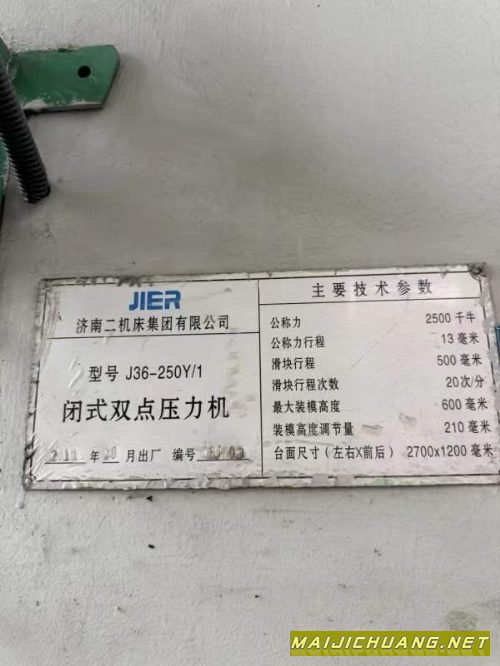 JIER
济南二机床集团有限公司
型号 J36-250Y/1
闭式双点压力机
年 月出厂 编号
主要技术参数
公称力 2500 千牛
公称力行程 13 毫米
滑块行程 500 毫米
滑块行程次数 20次/分
最大装模高度 600 毫米
装模高度调节量 210 毫米
台面尺寸（左右X前后） 2700x1200 毫米
MAIJICHUANG.NET